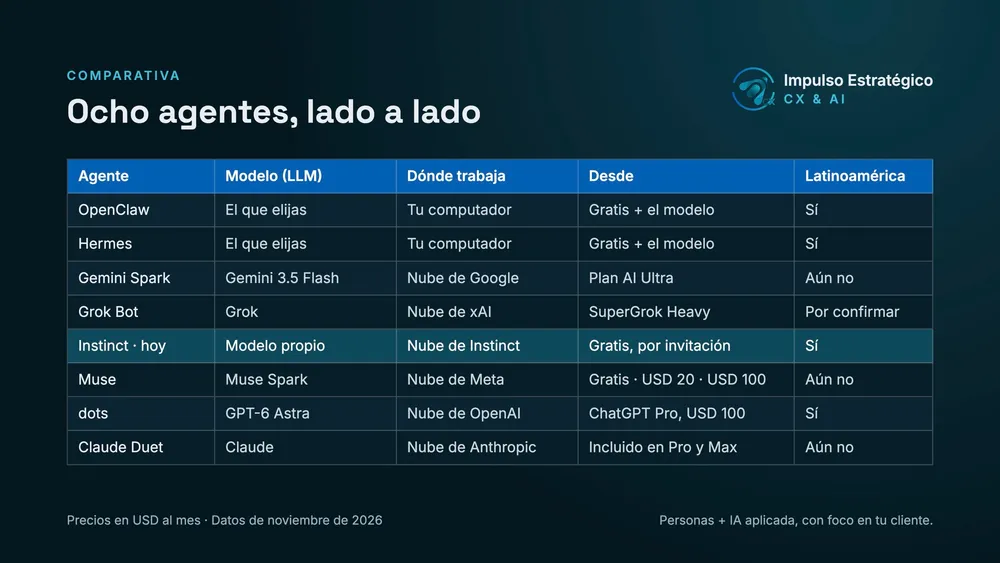 COMPARATIVA
Ocho agentes, lado a lado
Impulso Estratégico
CX & AI
Agente Modelo (LLM) Dónde trabaja Desde Latinoamérica
OpenClaw El que elijas Tu computador Gratis + el modelo Sí
Hermes El que elijas Tu computador Gratis + el modelo Sí
Gemini Spark Gemini 3.5 Flash Nube de Google Plan AI Ultra Aún no
Grok Bot Grok Nube de xAI SuperGrok Heavy Por confirmar
Instinct · hoy Modelo propio Nube de Instinct Gratis, por invitación Sí
Muse Muse Spark Nube de Meta Gratis · USD 20 · USD 100 Aún no
dots GPT-6 Astra Nube de OpenAI ChatGPT Pro, USD 100 Sí
Claude Duet Claude Nube de Anthropic Incluido en Pro y Max Aún no
Precios en USD al mes · Datos de noviembre de 2026
Personas + IA aplicada, con foco en tu cliente.